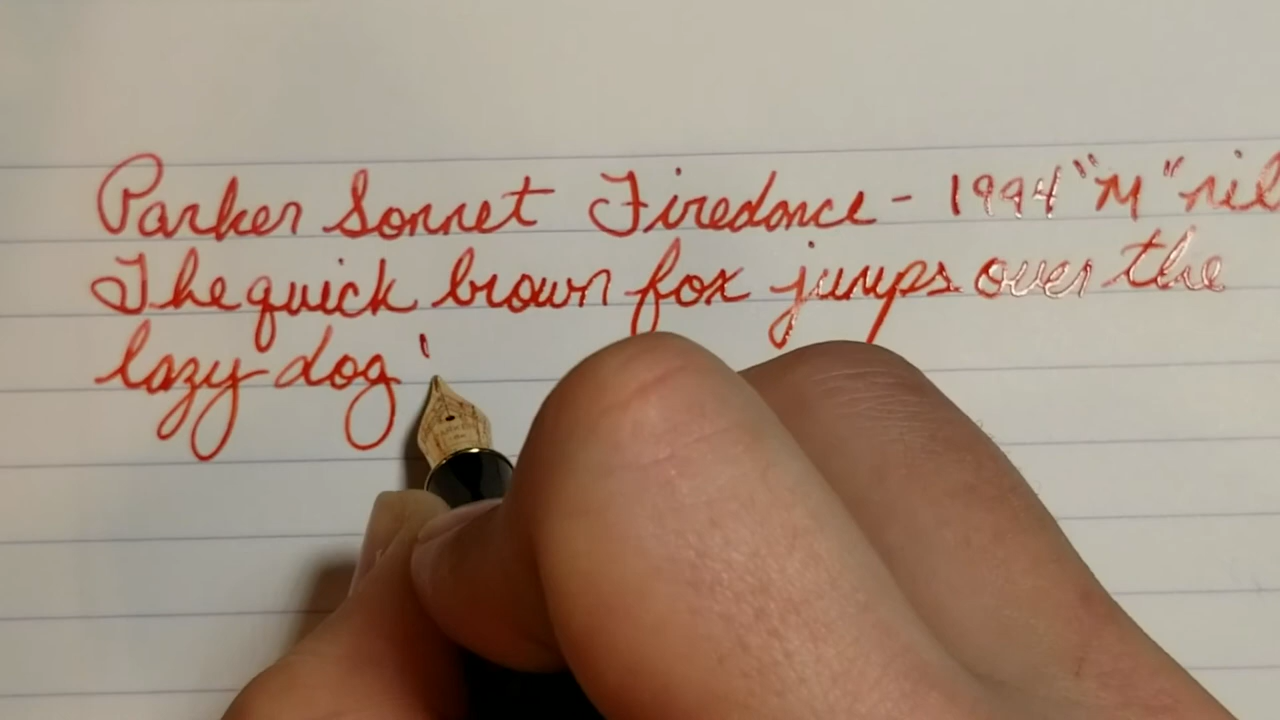 Parker Sonnet Firedance - 1994 "M" nib
The quick brown fox jumps over the
lazy dog